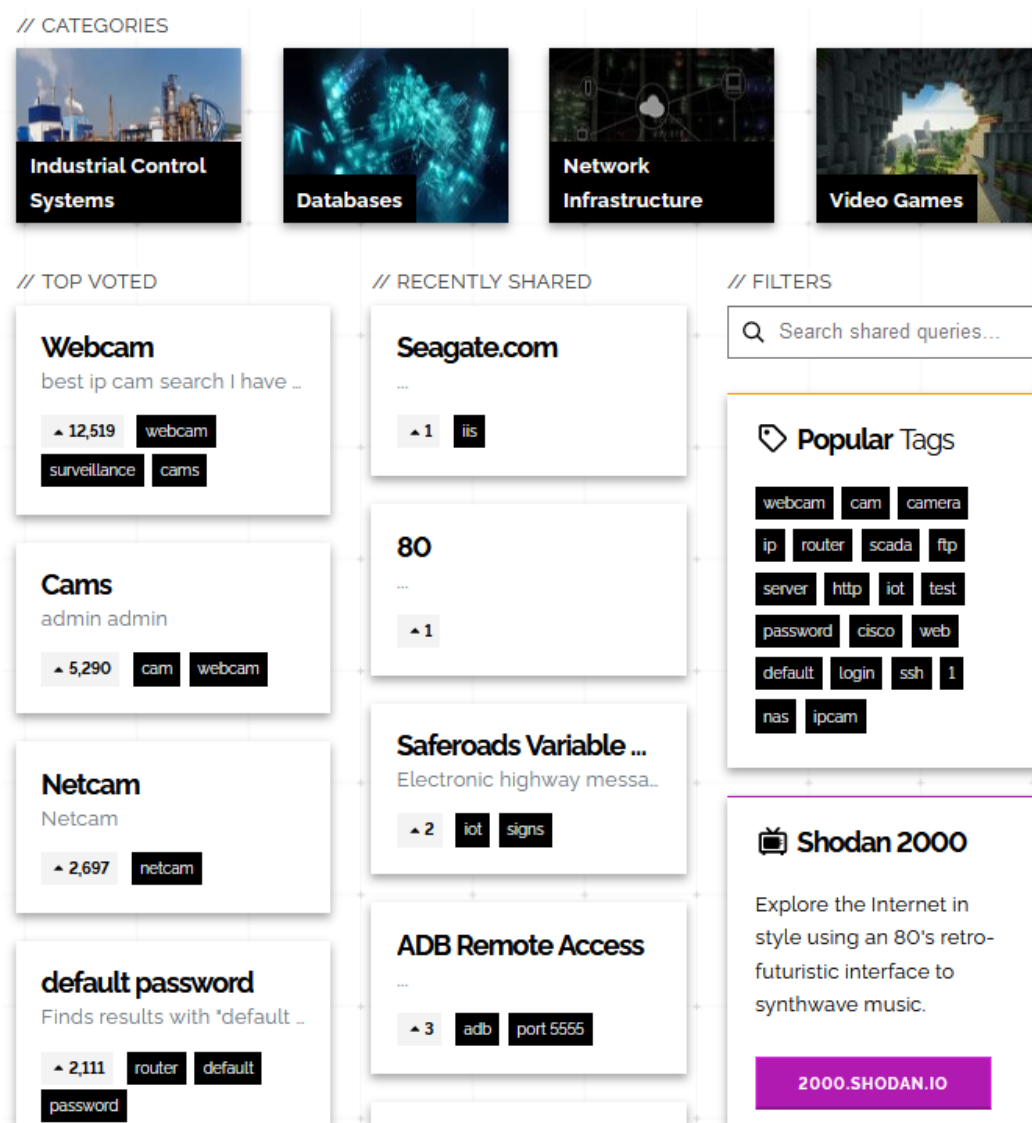 // CATEGORIES
Industrial Control
Systems
Databases
Network
Infrastructure
Video Games
// TOP VOTED
Webcam
best ip cam search I have ...
12,519 webcam
surveillance cams
Cams
admin admin
5,290 cam webcam
Netcam
Netcam
2,697 netcam
default password
Finds results with "default ...
2,111 router default
password
// RECENTLY SHARED
Seagate.com
...
1 iis
80
...
1
Saferoads Variable ...
Electronic highway messa...
2 iot signs
ADB Remote Access
...
3 adb port 5555
// FILTERS
Search shared queries...
Popular Tags
webcam cam camera
ip router scada ftp
server http iot test
password cisco web
default login ssh 1
nas ipcam
Shodan 2000
Explore the Internet in
style using an 80's retro-
futuristic interface to
synthwave music.
2000.SHODAN.IO